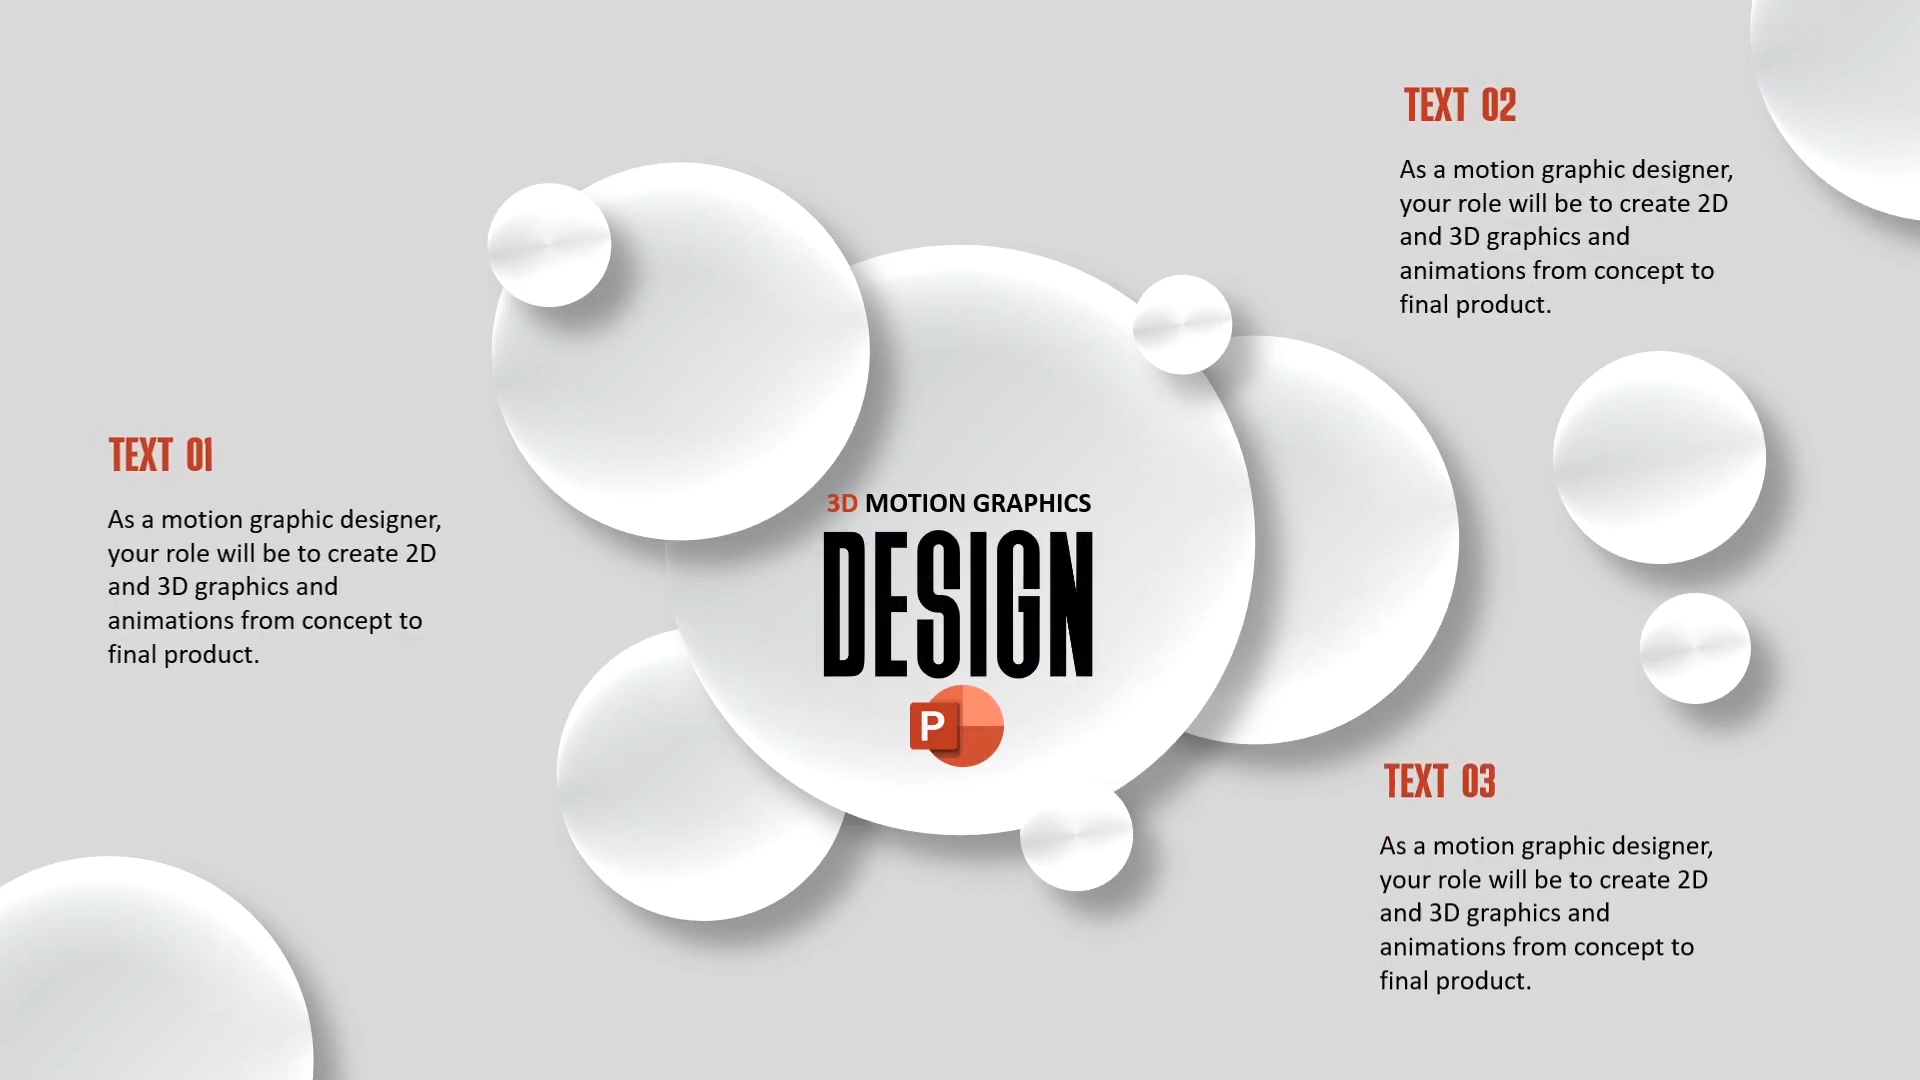 TEXT 01
As a motion graphic designer,
your role will be to create 2D
and 3D graphics and
animations from concept to
final product.
3D MOTION GRAPHICS
DESIGN
P
TEXT 02
As a motion graphic designer,
your role will be to create 2D
and 3D graphics and
animations from concept to
final product.
TEXT 03
As a motion graphic designer,
your role will be to create 2D
and 3D graphics and
animations from concept to
final product.